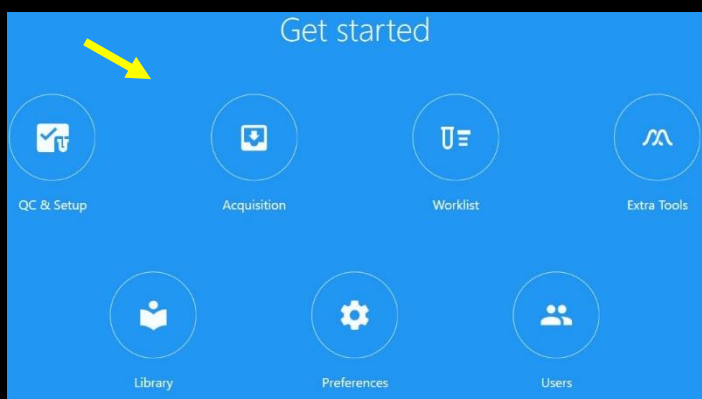 Get started
QC & Setup
Acquisition
Worklist
Extra Tools
Library
Preferences
Users